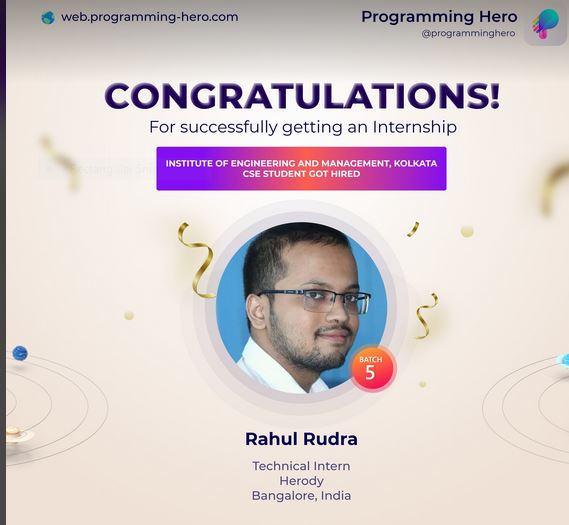 web.programming-hero.com
Programming Hero
@programminghero
CONGRATULATIONS!
For successfully getting an Internship
INSTITUTE OF ENGINEERING AND MANAGEMENT, KOLKATA
CSE STUDENT GOT HIRED
BATCH
5
Rahul Rudra
Technical Intern
Herody
Bangalore, India